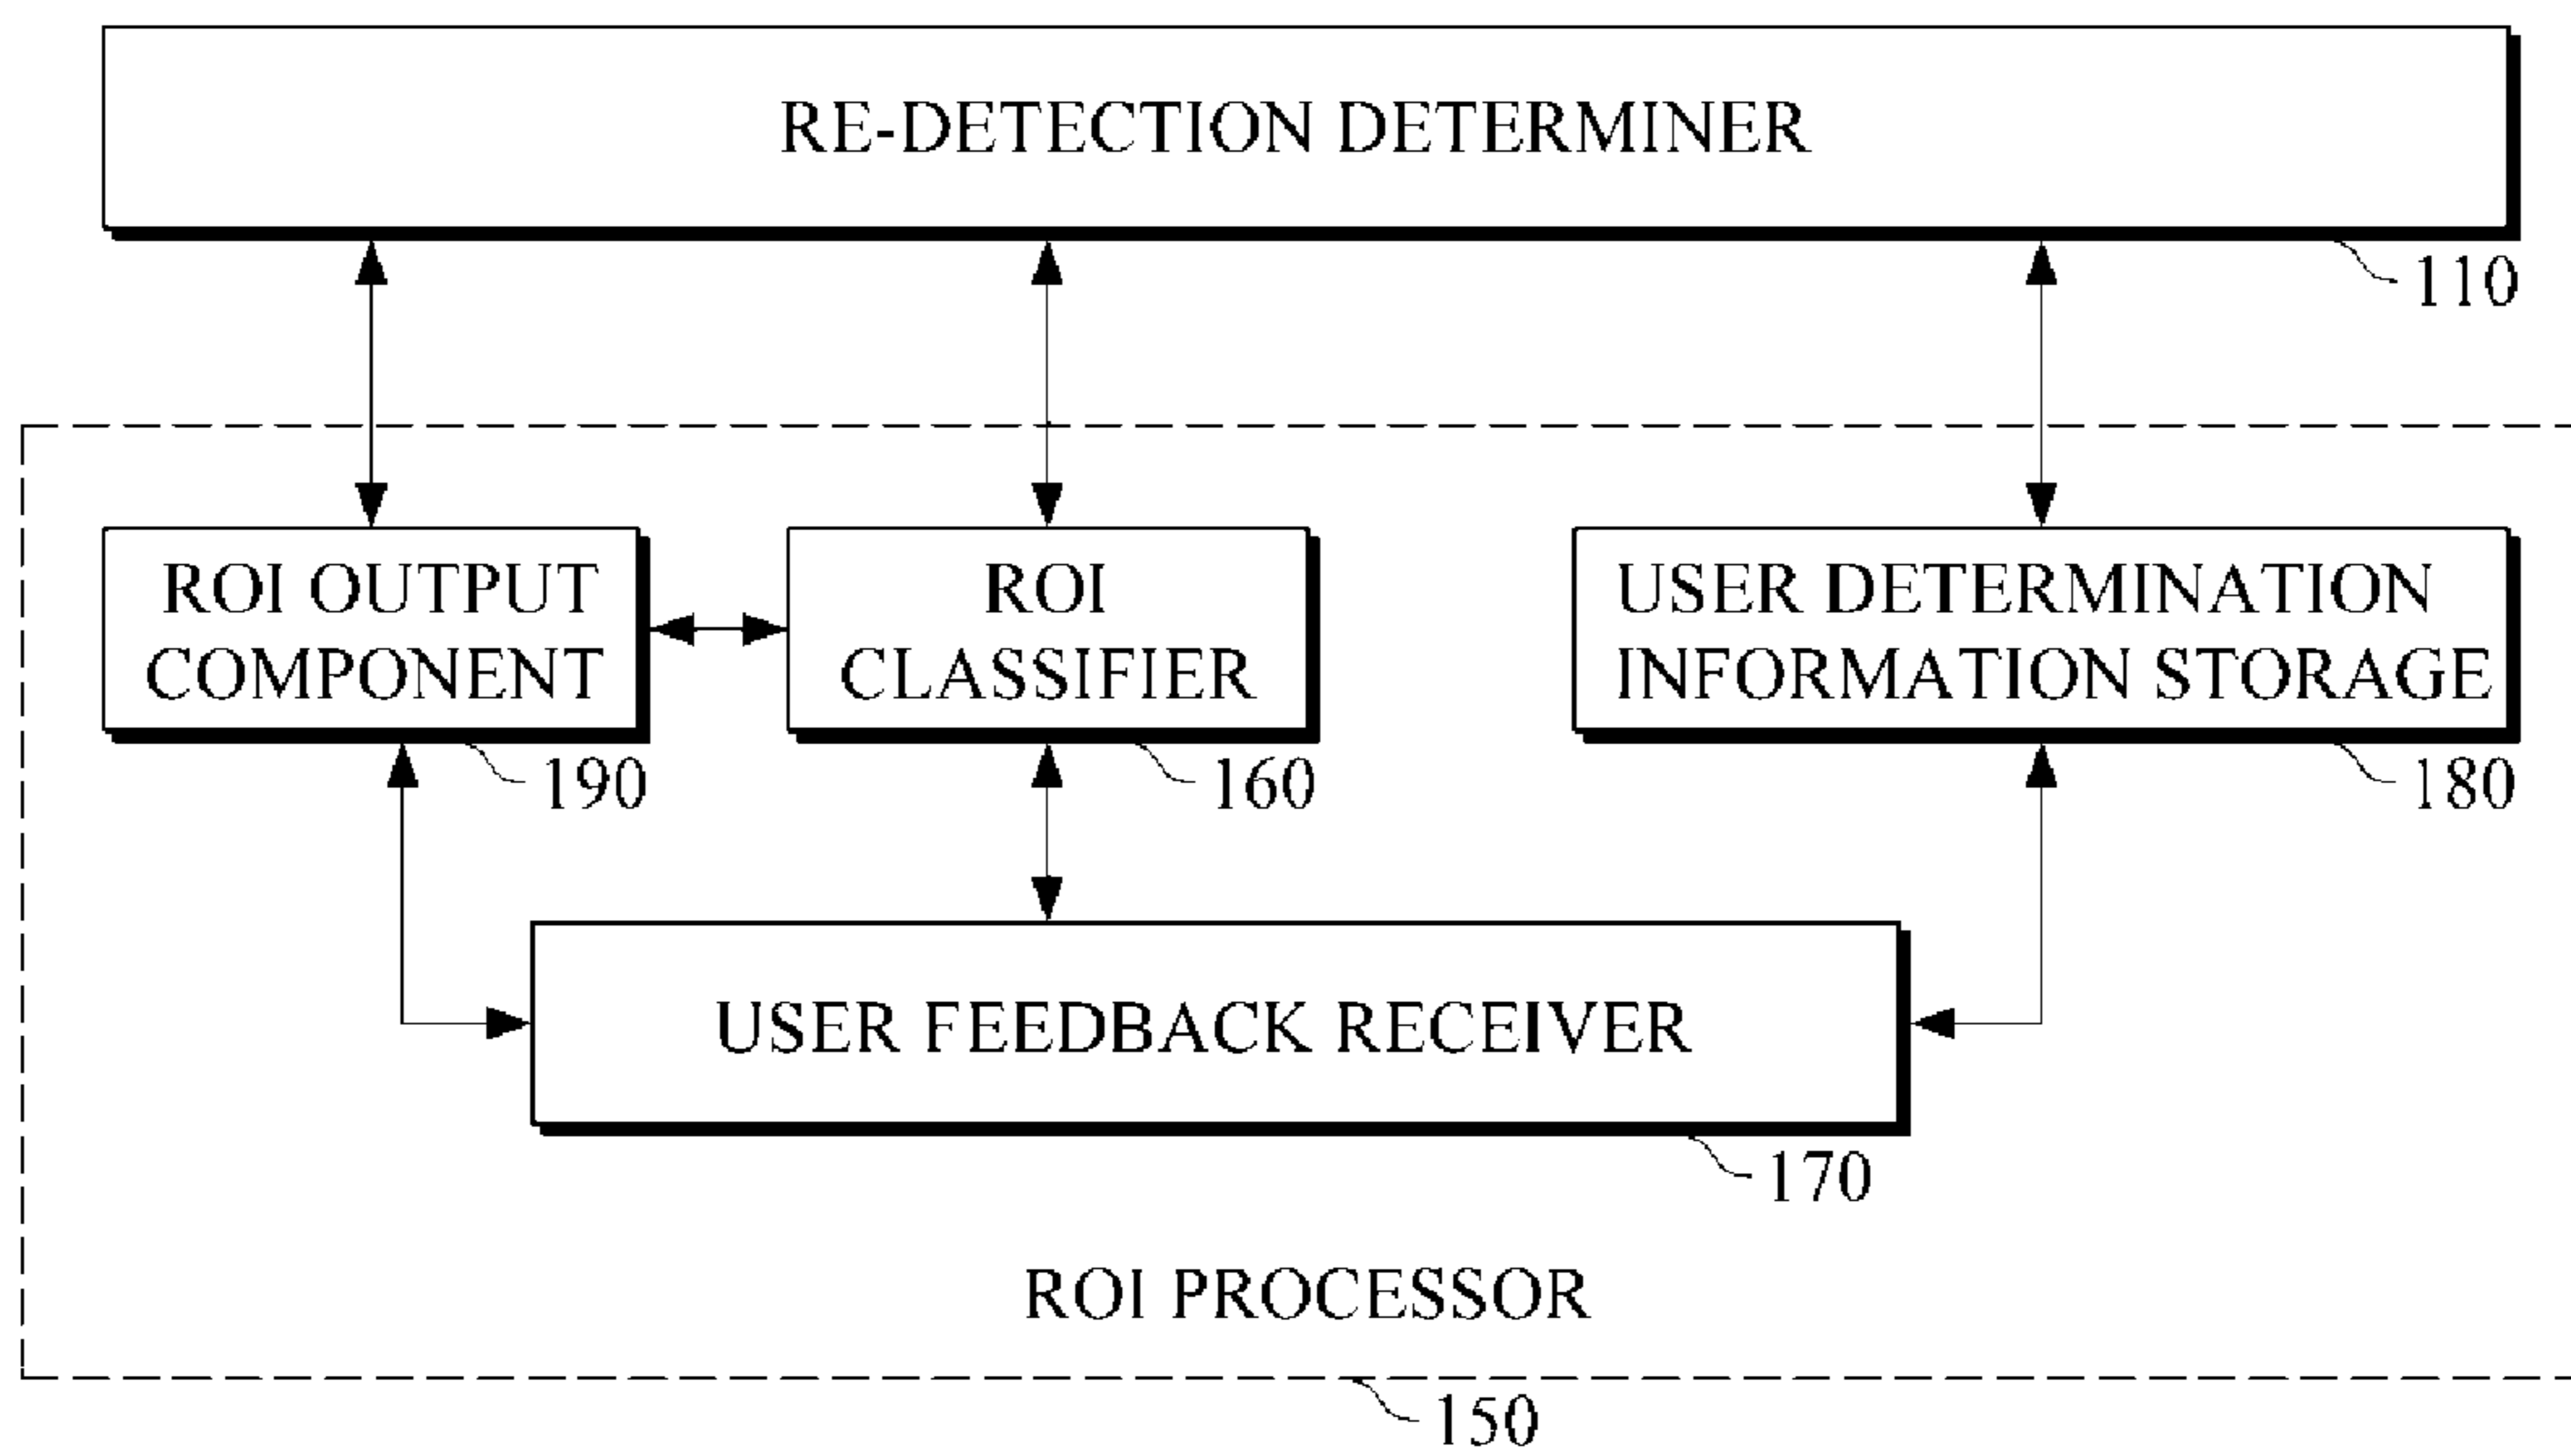 RE-DETECTION DETERMINER
110
ROI OUTPUT
COMPONENT
190
ROI
CLASSIFIER
160
USER DETERMINATION
INFORMATION STORAGE
180
USER FEEDBACK RECEIVER
170
ROI PROCESSOR
150